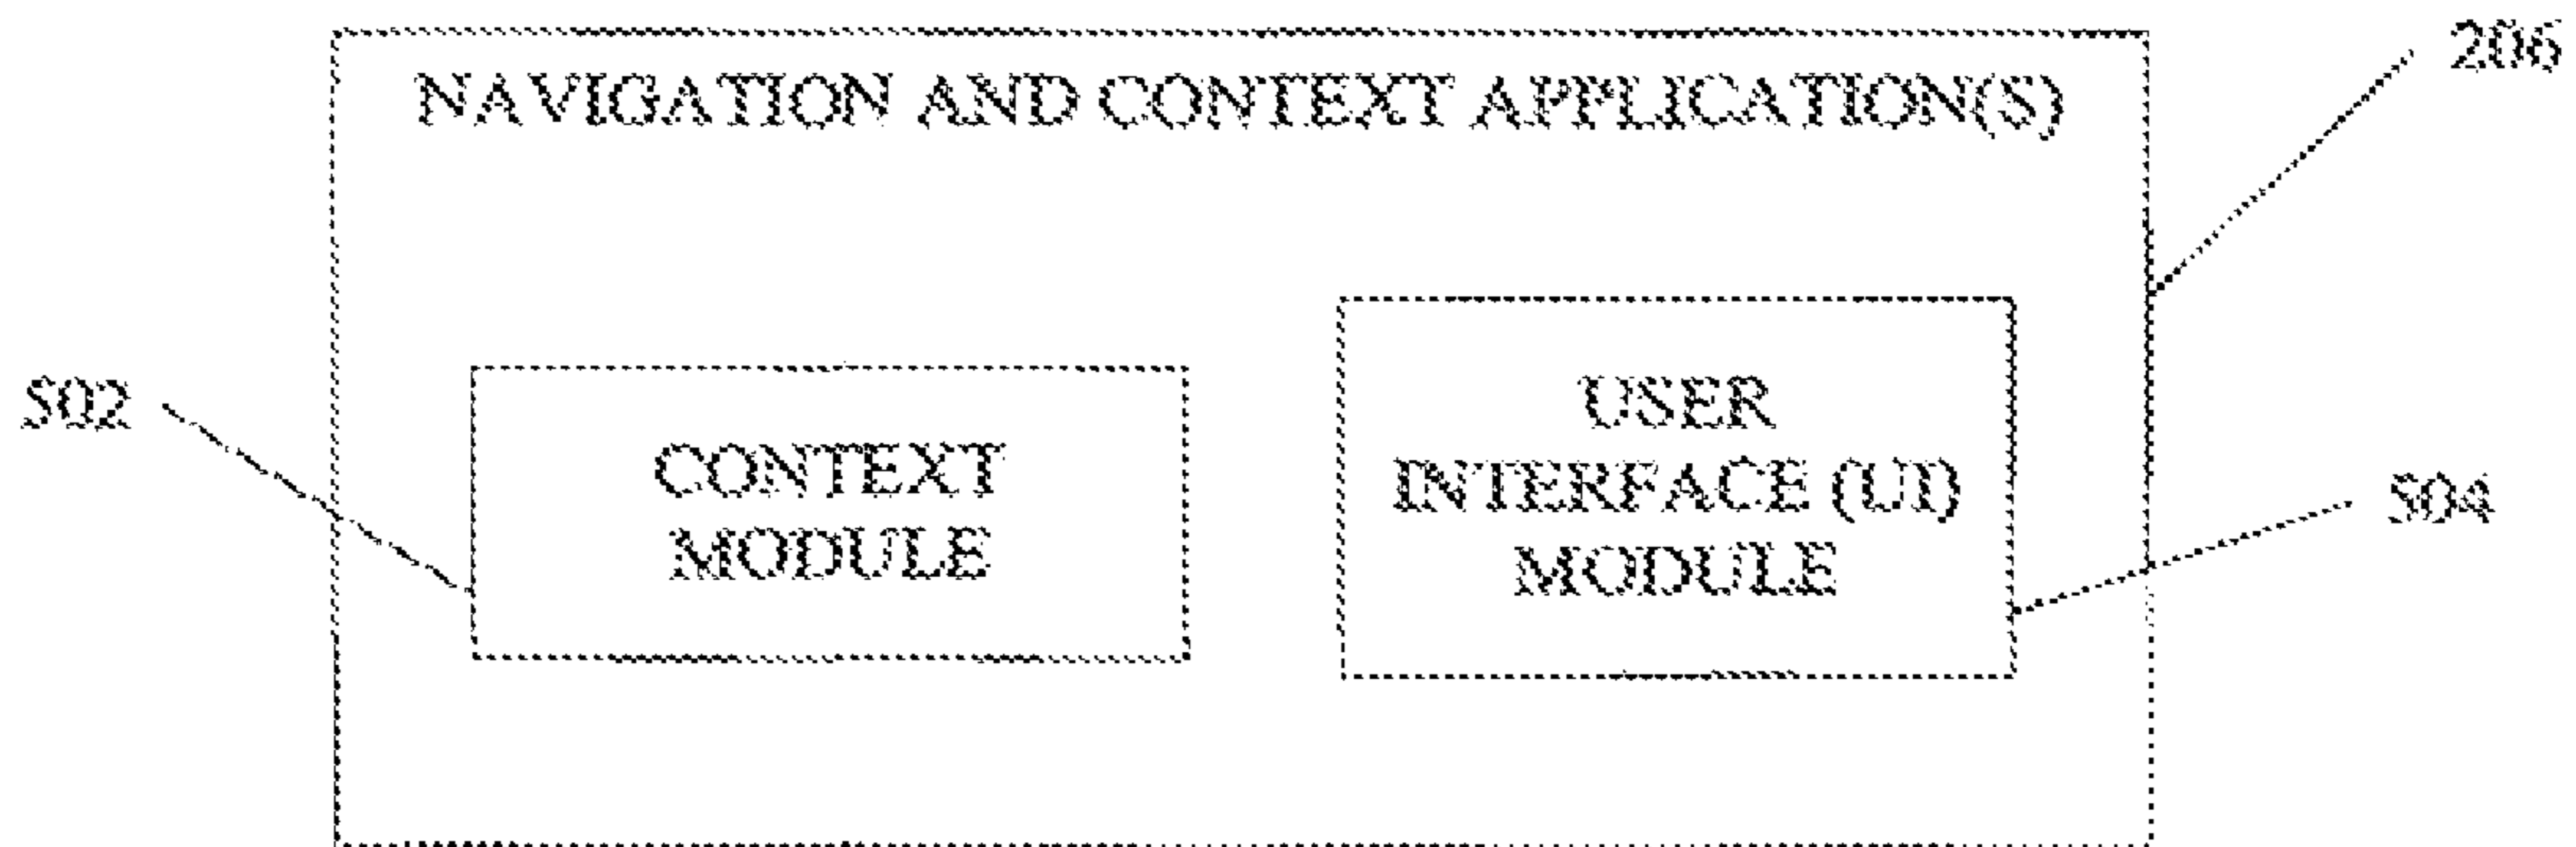 206
NAVIGATION AND CONTEXT APPLICATION(S)
502
CONTEXT
MODULE
USER
INTERFACE (UI)
MODULE
504